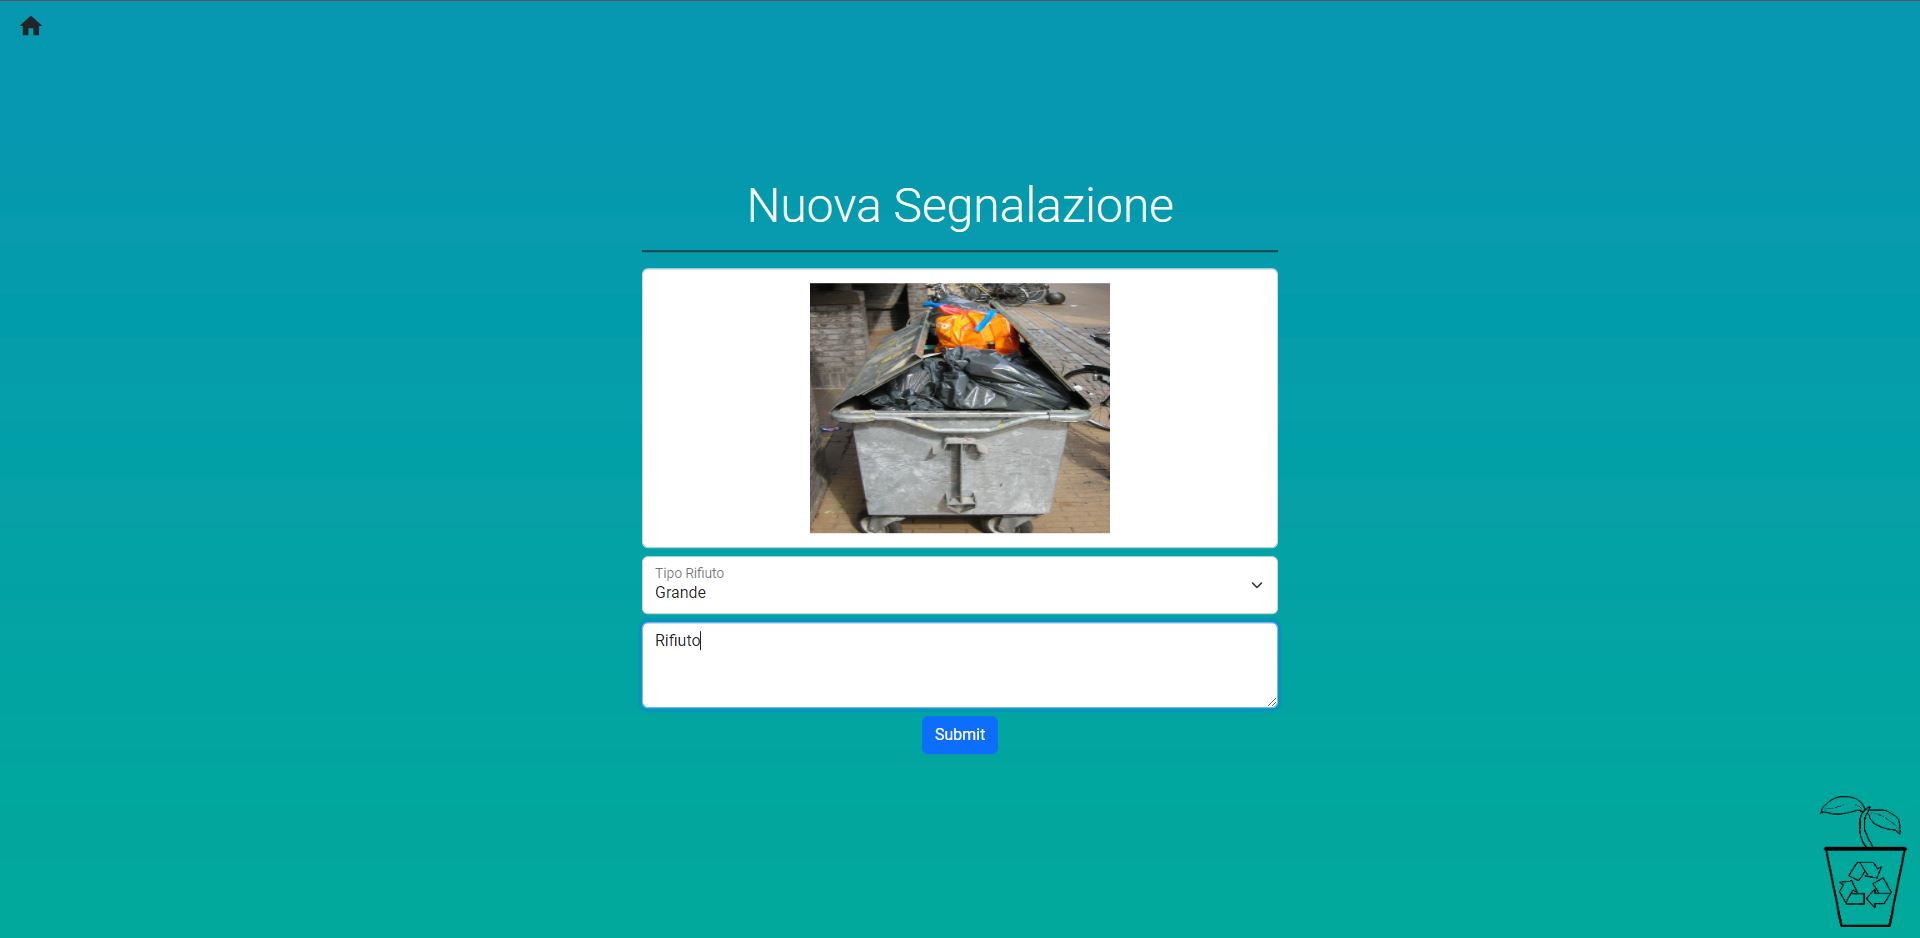 Nuova Segnalazione
Tipo Rifiuto
Grande
Rifiuto
Submit